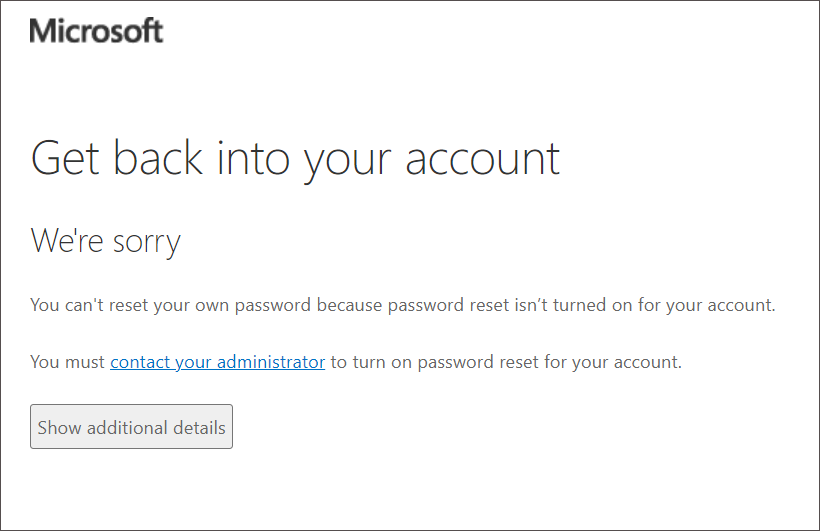 Microsoft
Get back into your account
We're sorry
You can't reset your own password because password reset isn’t turned on for your account.
You must contact your administrator to turn on password reset for your account.
Show additional details